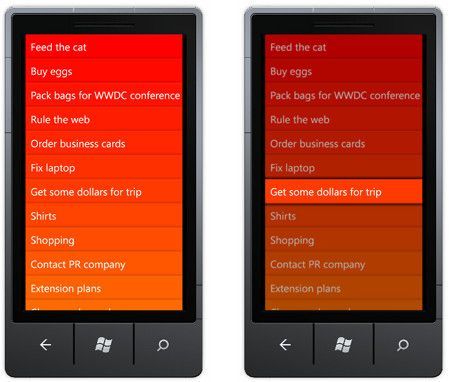 Feed the cat
Buy eggs
Pack bags for WWDC conference
Rule the web
Order business cards
Fix laptop
Get some dollars for trip
Shirts
Shopping
Contact PR company
Extension plans
Feed the cat
Buy eggs
Pack bags for WWDC conference
Rule the web
Order business cards
Fix laptop
Get some dollars for trip
Shirts
Shopping
Contact PR company
Extension plans